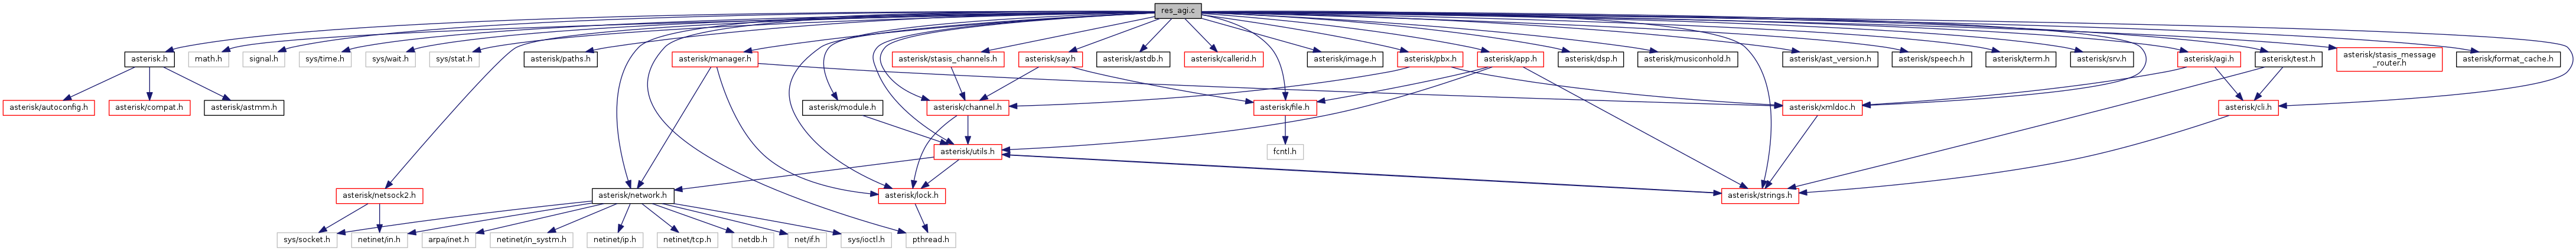 res_agi.c
asterisk.h
math.h
signal.h
sys/time.h
sys/wait.h
sys/stat.h
asterisk/paths.h
asterisk/manager.h
asterisk/stasis_channels.h
asterisk/say.h
asterisk/astdb.h
asterisk/callerid.h
asterisk/image.h
asterisk/pbx.h
asterisk/app.h
asterisk/dsp.h
asterisk/musiconhold.h
asterisk/ast_version.h
asterisk/speech.h
asterisk/term.h
asterisk/srv.h
asterisk/agi.h
asterisk/test.h
asterisk/stasis_message
_router.h
asterisk/format_cache.h
asterisk/autoconfig.h
asterisk/compat.h
asterisk/astmm.h
asterisk/module.h
asterisk/channel.h
asterisk/file.h
asterisk/xmldoc.h
asterisk/cli.h
asterisk/utils.h
fcntl.h
asterisk/netsock2.h
asterisk/network.h
asterisk/lock.h
asterisk/strings.h
sys/socket.h
netinet/in.h
arpa/inet.h
netinet/in_systm.h
netinet/ip.h
netinet/tcp.h
netdb.h
net/if.h
sys/ioctl.h
pthread.h